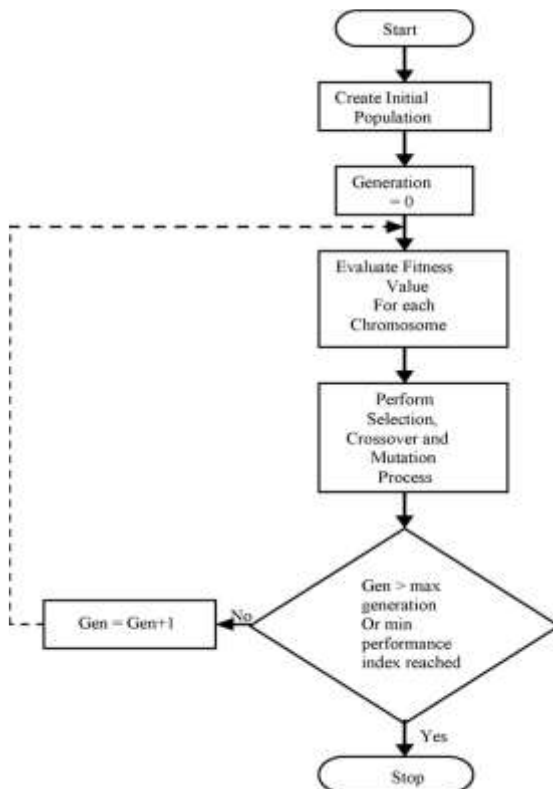 Start
Create Initial
Population
Generation
= 0
Evaluate Fitness
Value
For each
Chromosome
Perform
Selection,
Crossover and
Mutation
Process
Gen > max
generation
Or min
performance
index reached
No
Gen = Gen+1
Yes
Stop